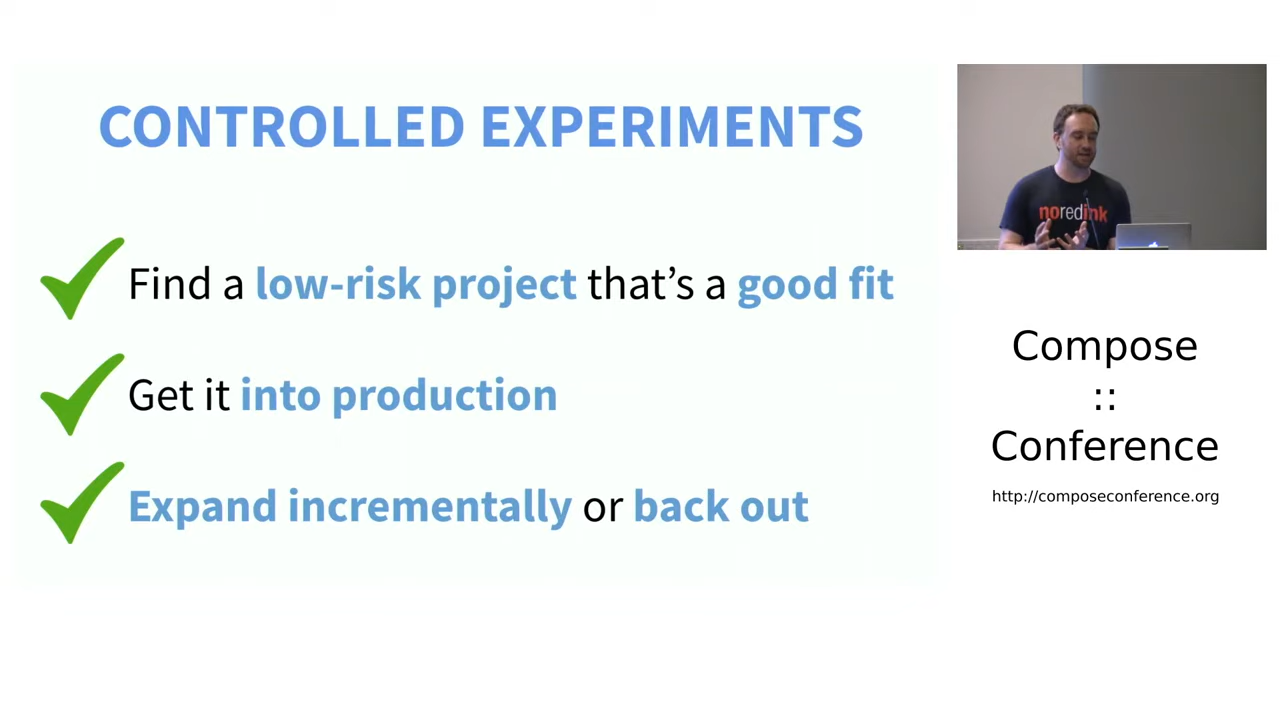 CONTROLLED EXPERIMENTS
Find a low-risk project that’s a good fit
Get it into production
Expand incrementally or back out
noredink
Compose
::
Conference
http://composeconference.org